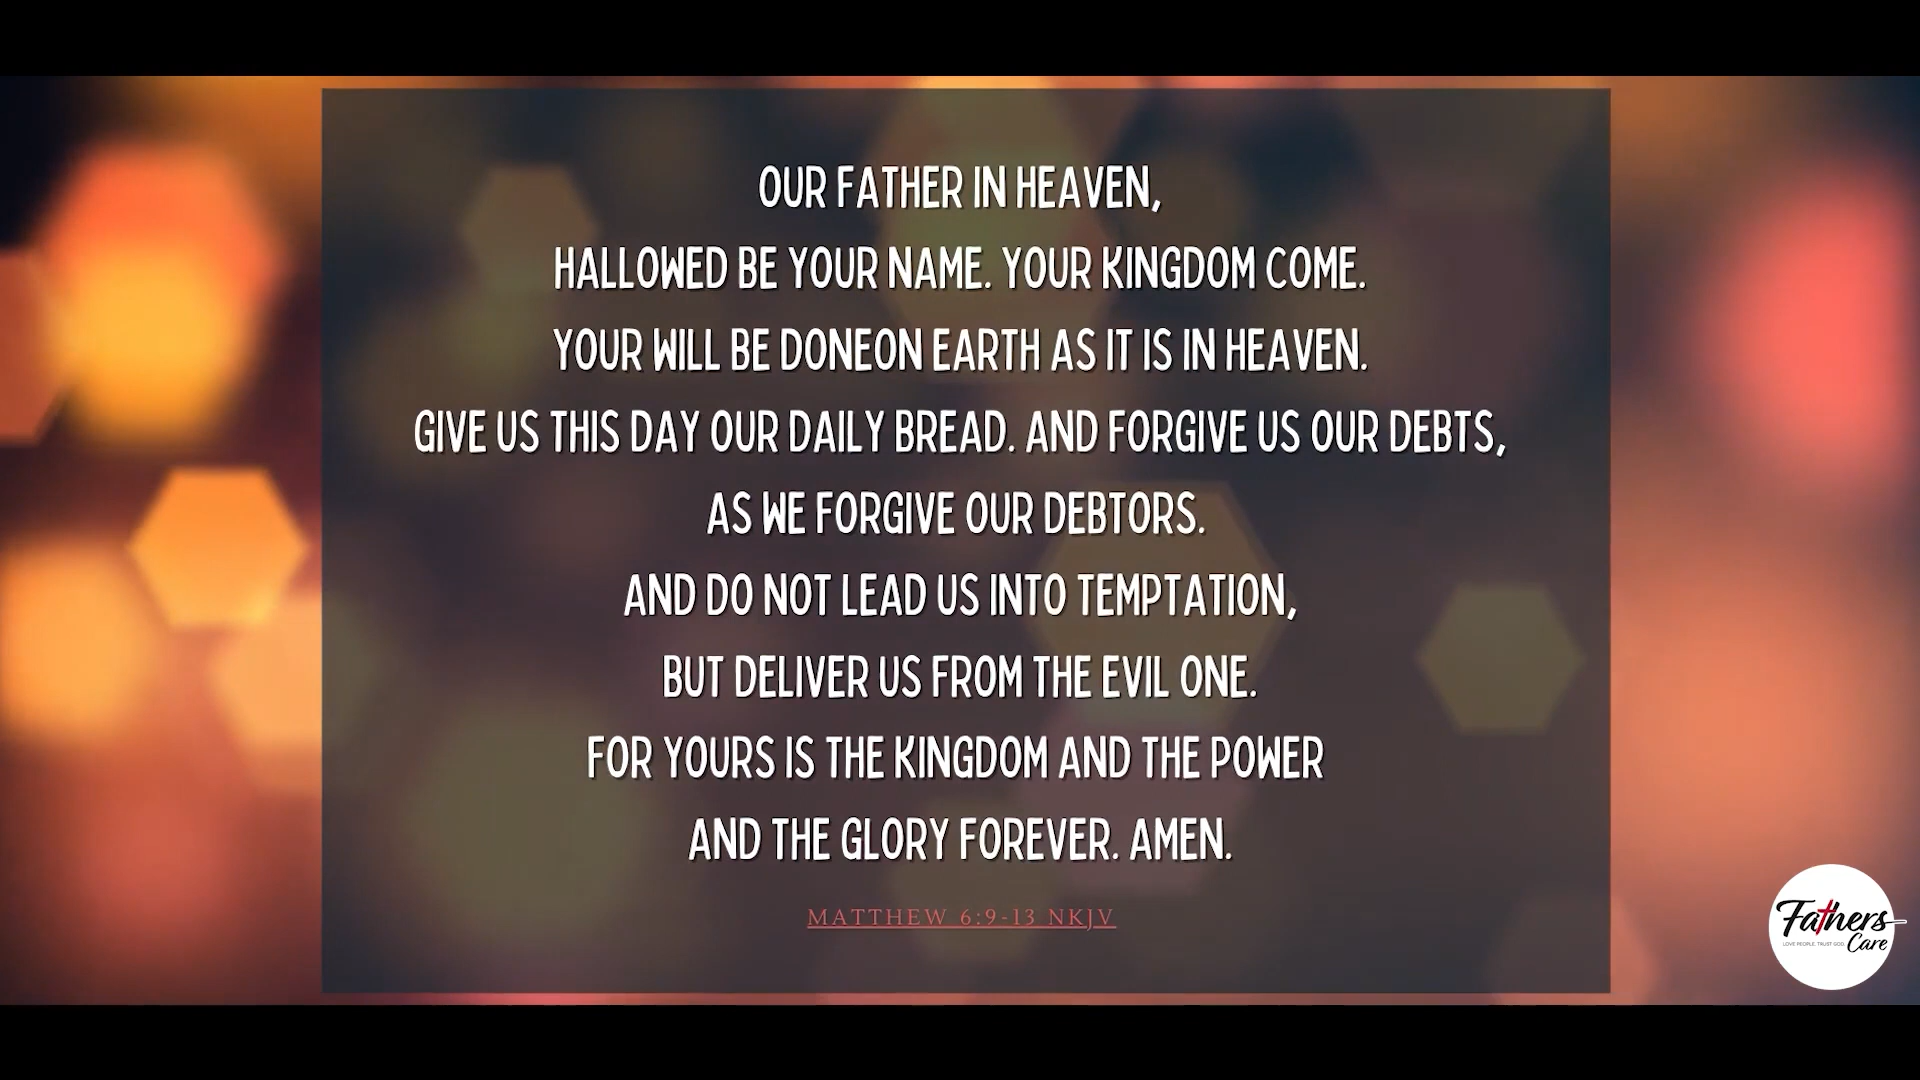 OUR FATHER IN HEAVEN,
HALLOWED BE YOUR NAME. YOUR KINGDOM COME.
YOUR WILL BE DONEON EARTH AS IT IS IN HEAVEN.
GIVE US THIS DAY OUR DAILY BREAD. AND FORGIVE US OUR DEBTS,
AS WE FORGIVE OUR DEBTORS.
AND DO NOT LEAD US INTO TEMPTATION,
BUT DELIVER US FROM THE EVIL ONE.
FOR YOURS IS THE KINGDOM AND THE POWER
AND THE GLORY FOREVER. AMEN.
MATTHEW 6:9-13 NKJV
Fathers
LOVE PEOPLE. TRUST GOD.
Care